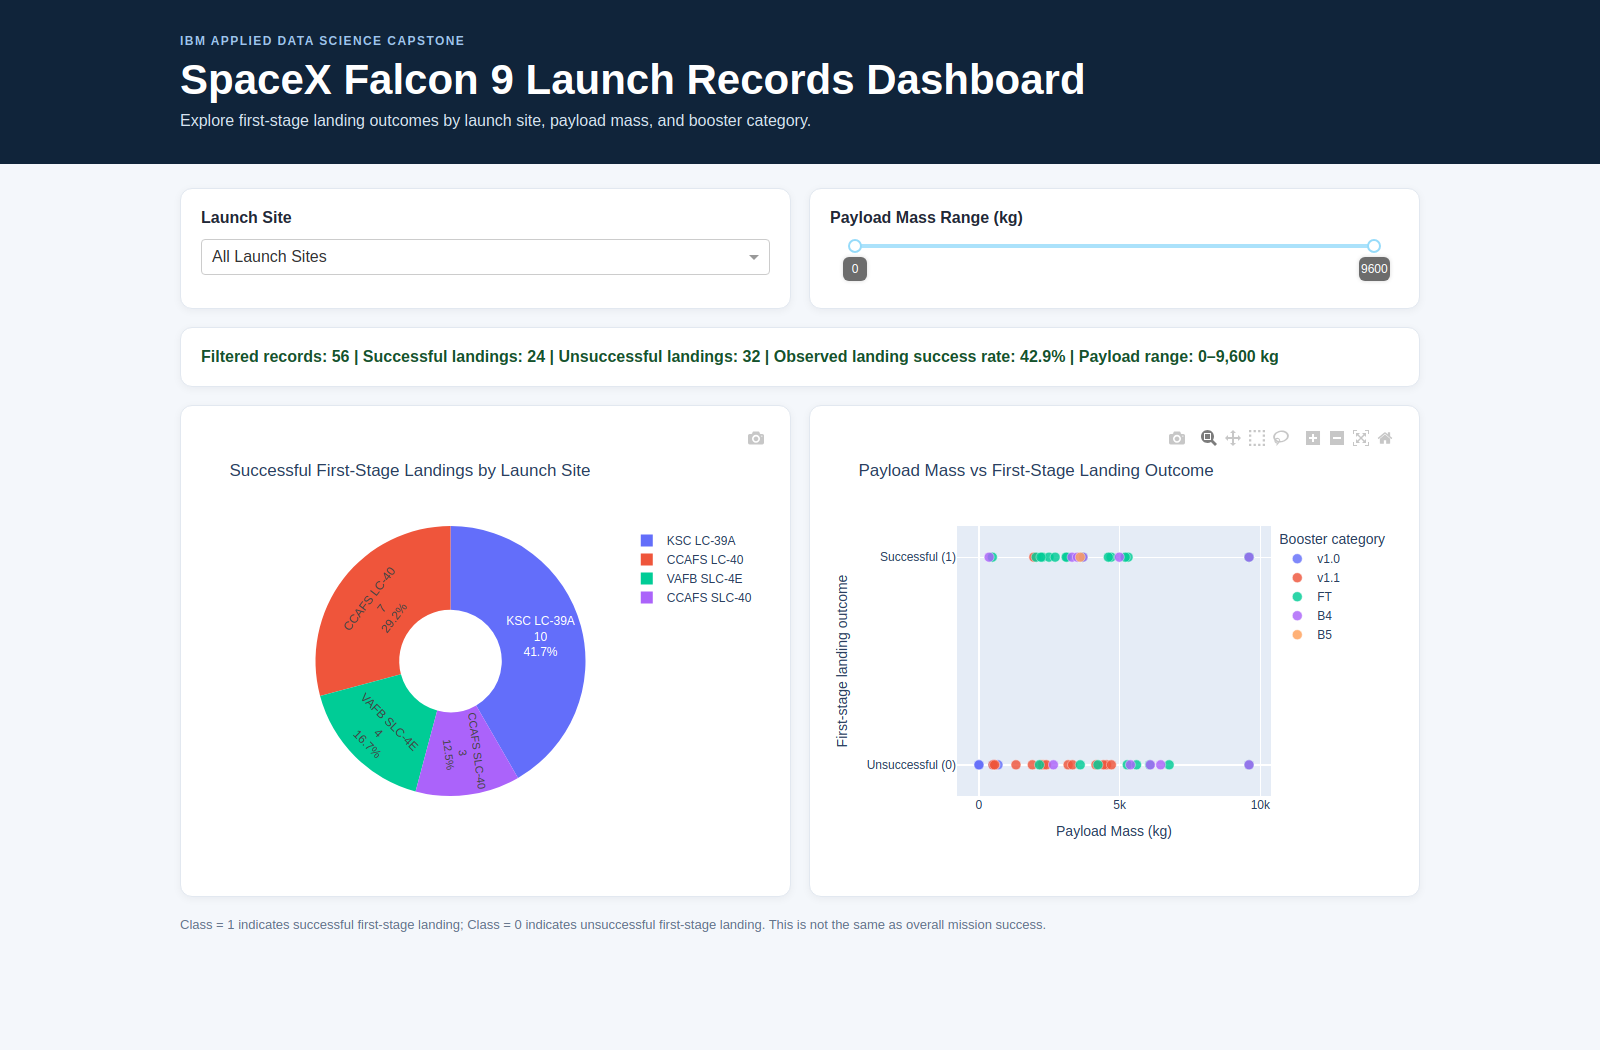 IBM APPLIED DATA SCIENCE CAPSTONE
SpaceX Falcon 9 Launch Records Dashboard
Explore first-stage landing outcomes by launch site, payload mass, and booster category.
Launch Site
All Launch Sites
Payload Mass Range (kg)
0
9600
Filtered records: 56 | Successful landings: 24 | Unsuccessful landings: 32 | Observed landing success rate: 42.9% | Payload range: 0–9,600 kg
Successful First-Stage Landings by Launch Site
KSC LC-39A
10
41.7%
CCAFS LC-40
7
29.2%
VAFB SLC-4E
4
16.7%
CCAFS SLC-40
3
12.5%
KSC LC-39A
CCAFS LC-40
VAFB SLC-4E
CCAFS SLC-40
Payload Mass vs First-Stage Landing Outcome
First-stage landing outcome
Successful (1)
Unsuccessful (0)
0
5k
10k
Payload Mass (kg)
Booster category
v1.0
v1.1
FT
B4
B5
Class = 1 indicates successful first-stage landing; Class = 0 indicates unsuccessful first-stage landing. This is not the same as overall mission success.